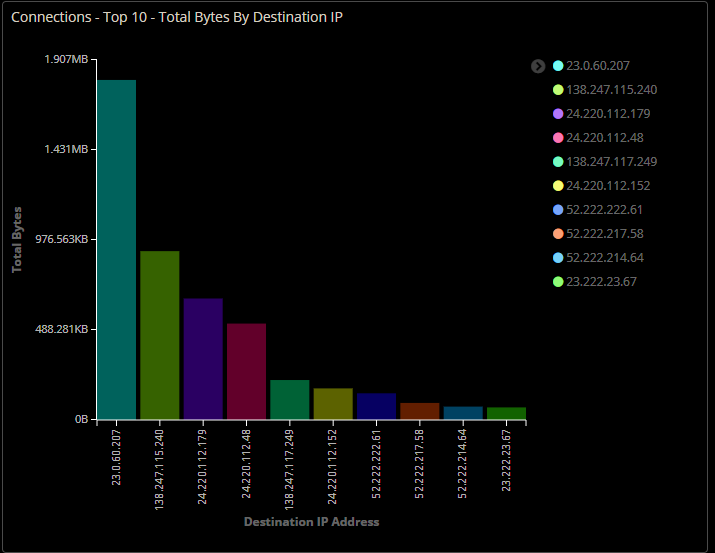 Connections - Top 10 - Total Bytes By Destination IP
1.907MB
1.431MB
976.563KB
488.281KB
0B
Total Bytes
23.0.60.207
138.247.115.240
24.220.112.179
24.220.112.48
138.247.117.249
24.220.112.152
52.222.222.61
52.222.217.58
52.222.214.64
23.222.23.67
Destination IP Address
23.0.60.207
138.247.115.240
24.220.112.179
24.220.112.48
138.247.117.249
24.220.112.152
52.222.222.61
52.222.217.58
52.222.214.64
23.222.23.67